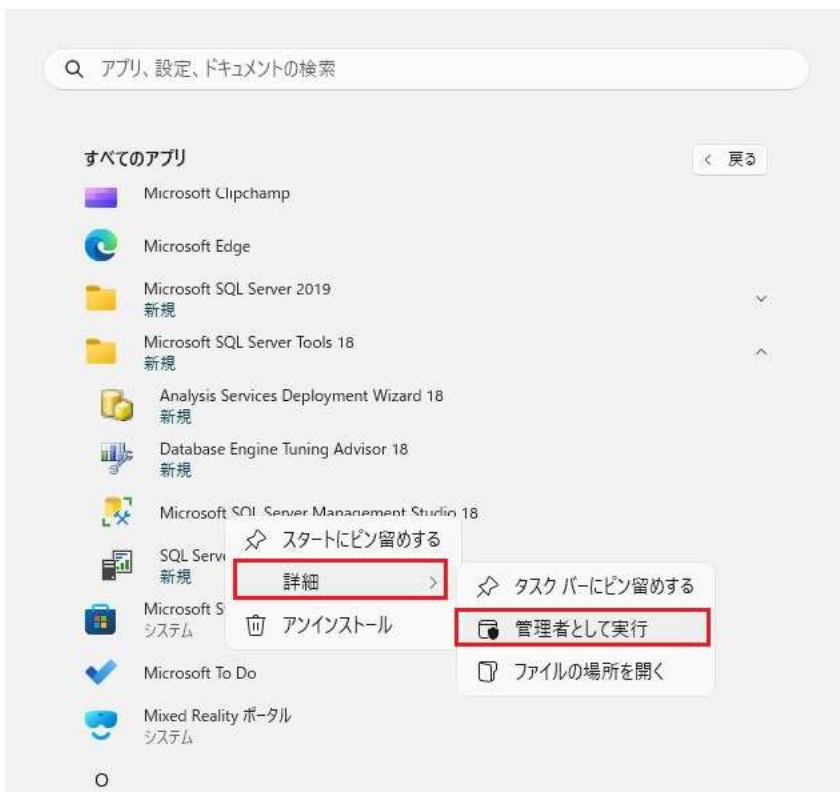 アプリ、設定、ドキュメントの検索
すべてのアプリ
戻る
Microsoft Clipchamp
Microsoft Edge
Microsoft SQL Server 2019
新規
Microsoft SQL Server Tools 18
新規
Analysis Services Deployment Wizard 18
新規
Database Engine Tuning Advisor 18
新規
Microsoft SQL Server Management Studio 18
スタートにピン留めする
SQL Serv
新規
詳細
タスク バーにピン留めする
Microsoft S
システム
アンインストール
管理者として実行
Microsoft To Do
ファイルの場所を開く
Mixed Reality ポータル
システム
O